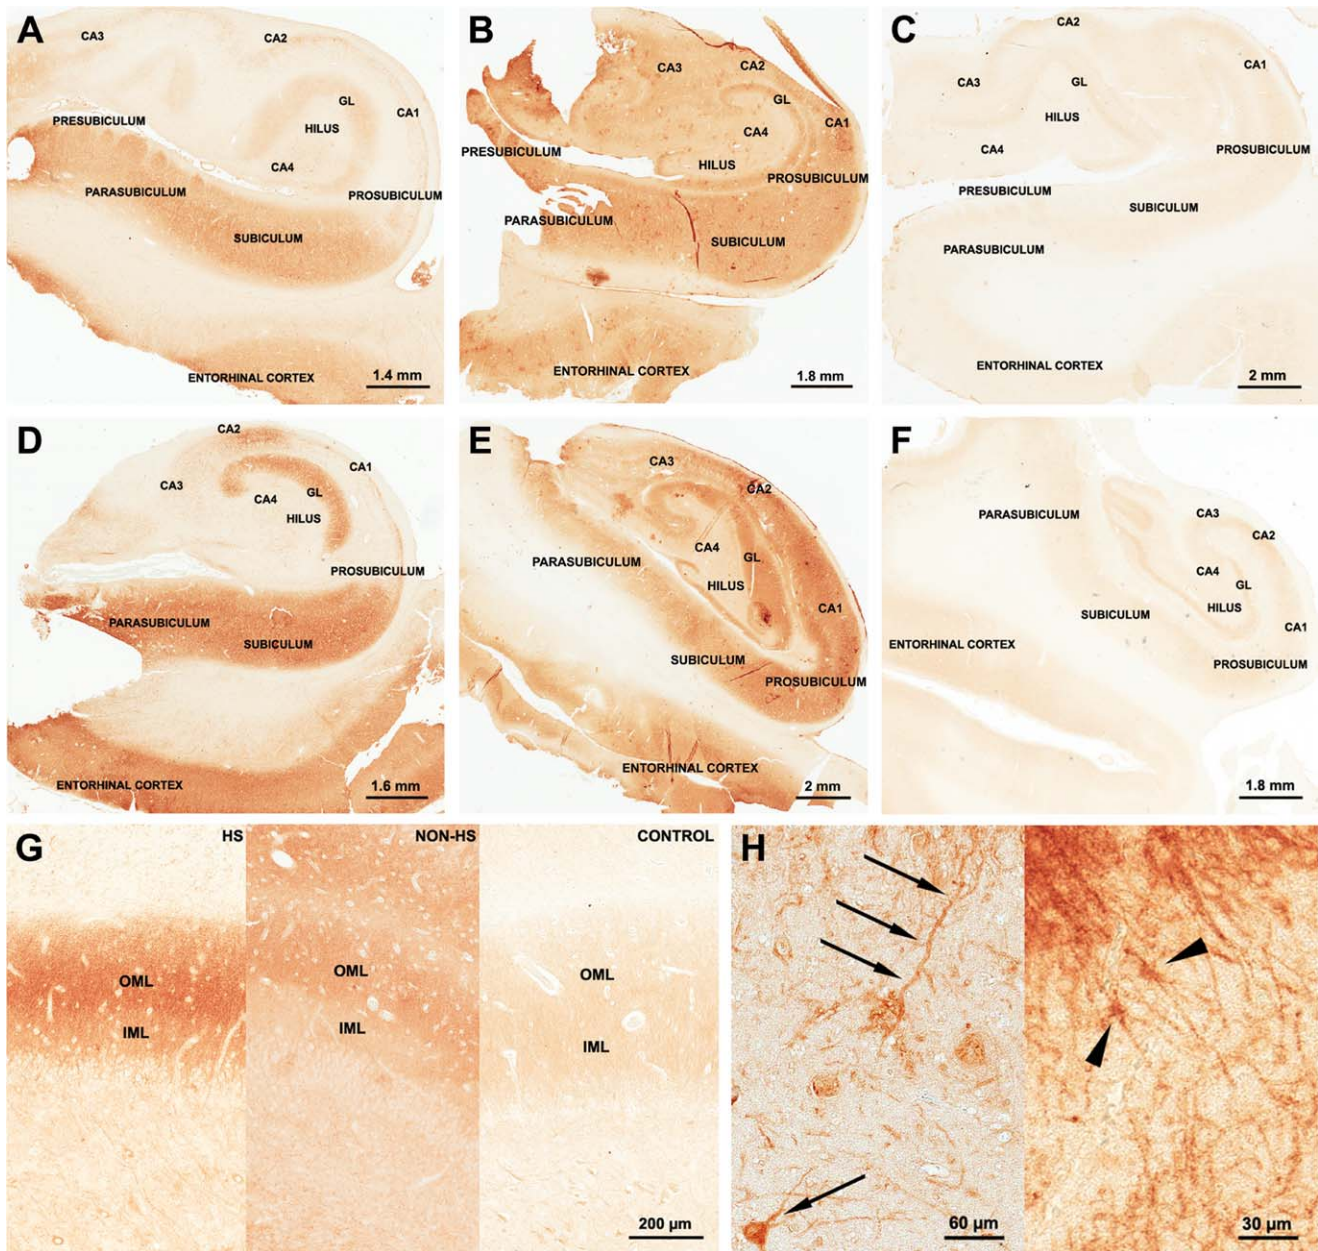 A
CA3
CA2
GL
CA1
PRESUBICULUM
HILUS
CA4
PARASUBICULUM
PROSUBICULUM
SUBICULUM
ENTORHINAL CORTEX
1.4 mm
B
CA3
CA2
GL
CA1
CA4
PRESUBICULUM
HILUS
PROSUBICULUM
PARASUBICULUM
SUBICULUM
ENTORHINAL CORTEX
1.8 mm
C
CA2
CA1
CA3
GL
HILUS
CA4
PROSUBICULUM
PRESUBICULUM
SUBICULUM
PARASUBICULUM
ENTORHINAL CORTEX
2 mm
D
CA2
CA1
CA3
CA4
GL
HILUS
PROSUBICULUM
PARASUBICULUM
SUBICULUM
ENTORHINAL CORTEX
1.6 mm
E
CA3
CA2
CA4
GL
PARASUBICULUM
HILUS
CA1
SUBICULUM
PROSUBICULUM
ENTORHINAL CORTEX
2 mm
F
PARASUBICULUM
CA3
CA2
CA4
GL
SUBICULUM
HILUS
CA1
ENTORHINAL CORTEX
PROSUBICULUM
1.8 mm
G
HS
NON-HS
CONTROL
OML
OML
OML
IML
IML
IML
200 µm
H
60 µm
30 µm